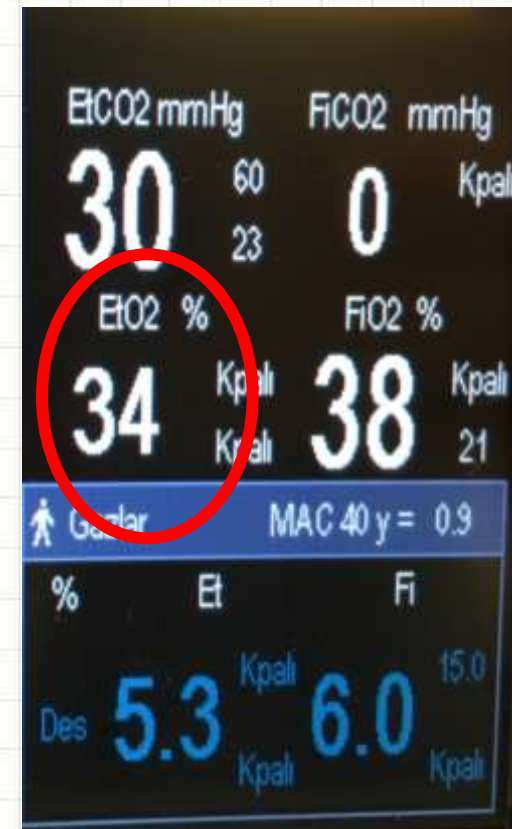 EtCO2 mmHg FiCO2 mmHg
30 60 0 Kpalı
23
EtO2 % FiO2 %
34 Kpalı 38 Kpalı
Kpalı 21
Gazlar MAC 40 y = 0.9
% Et Fi
Des 5.3 Kpalı 6.0 15.0
Kpalı Kpalı